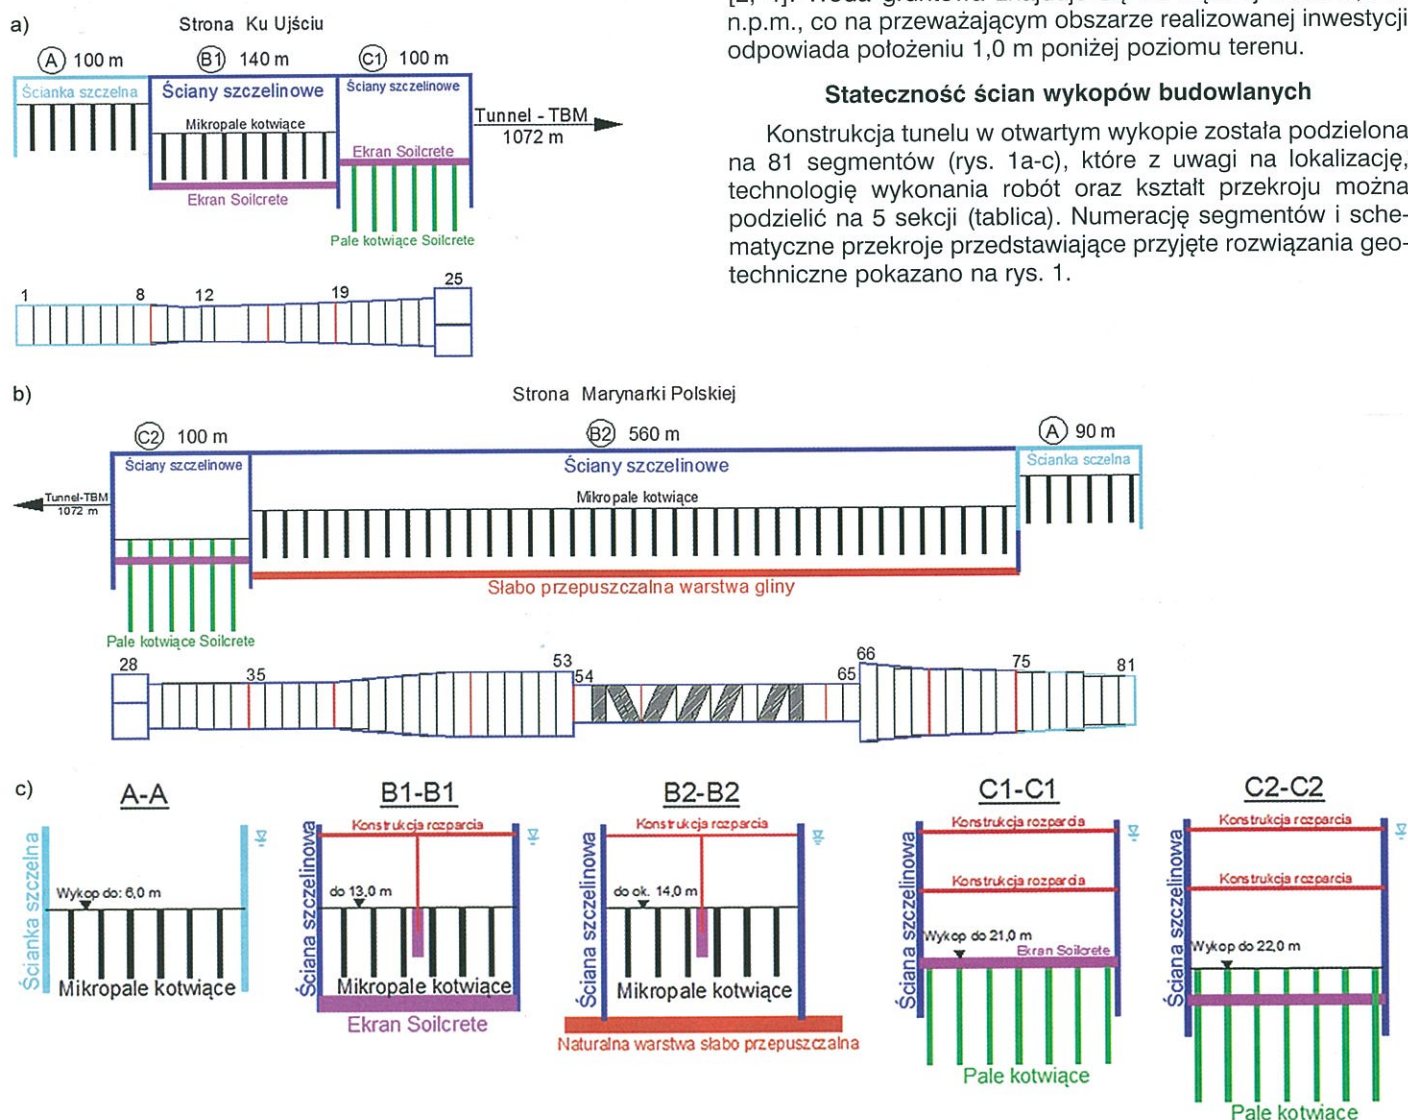 n.p.m., co na przeważającym obszarze realizowanej inwestycji
odpowiada położeniu 1,0 m poniżej poziomu terenu.
Stateczność ścian wykopów budowlanych
Konstrukcja tunelu w otwartym wykopie została podzielona
na 81 segmentów (rys. 1a-c), które z uwagi na lokalizację,
technologię wykonania robót oraz kształt przekroju można
podzielić na 5 sekcji (tablica). Numerację segmentów i sche-
matyczne przekroje przedstawiające przyjęte rozwiązania geo-
techniczne pokazano na rys. 1.
a)
Strona Ku Ujściu
A 100 m
B1 140 m
C1 100 m
Ścianka szczelna
Ściany szczelinowe
Ściany szczelinowe
Mikropale kotwiące
Ekran Soilcrete
Ekran Soilcrete
Pale kotwiące Soilcrete
Tunnel - TBM
1072 m
1
8
12
19
25
b)
Strona Marynarki Polskiej
C2 100 m
B2 560 m
A 90 m
Ściany szczelinowe
Ściany szczelinowe
Ścianka sczelna
Tunnel-TBM
1072 m
Mikropale kotwiące
Słabo przepuszczalna warstwa gliny
Pale kotwiące Soilcrete
28
35
53
54
65
66
75
81
c)
A-A
Ścianka szczelna
Wykop do: 6,0 m
Mikropale kotwiące
B1-B1
Ściana szczelinowa
Konstrukcja rozparcia
do 13,0 m
Mikropale kotwiące
Ekran Soilcrete
B2-B2
Ściana szczelinowa
Konstrukcja rozparcia
do ok. 14,0 m
Mikropale kotwiące
Naturalna warstwa słabo przepuszczalna
C1-C1
Ściana szczelinowa
Konstrukcja rozparcia
Konstrukcja rozparcia
Wykop do 21,0 m
Ekran Soilcrete
Pale kotwiące
C2-C2
Ściana szczelinowa
Konstrukcja rozparcia
Konstrukcja rozparcia
Wykop do 22,0 m
Pale kotwiące